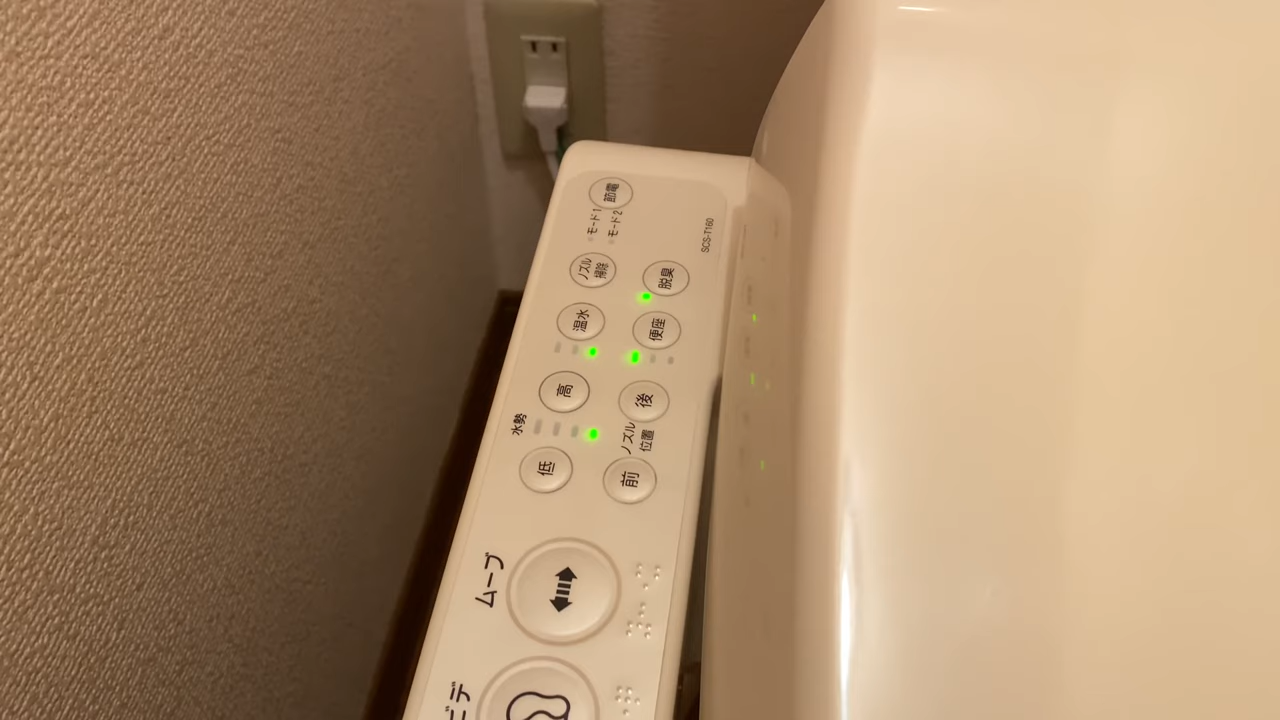 節電
モード1
モード2
SCS-T160
ノズル
掃除
脱臭
温水
便座
高
後
水勢
ノズル
位置
低
前
ムーブ
ビデ